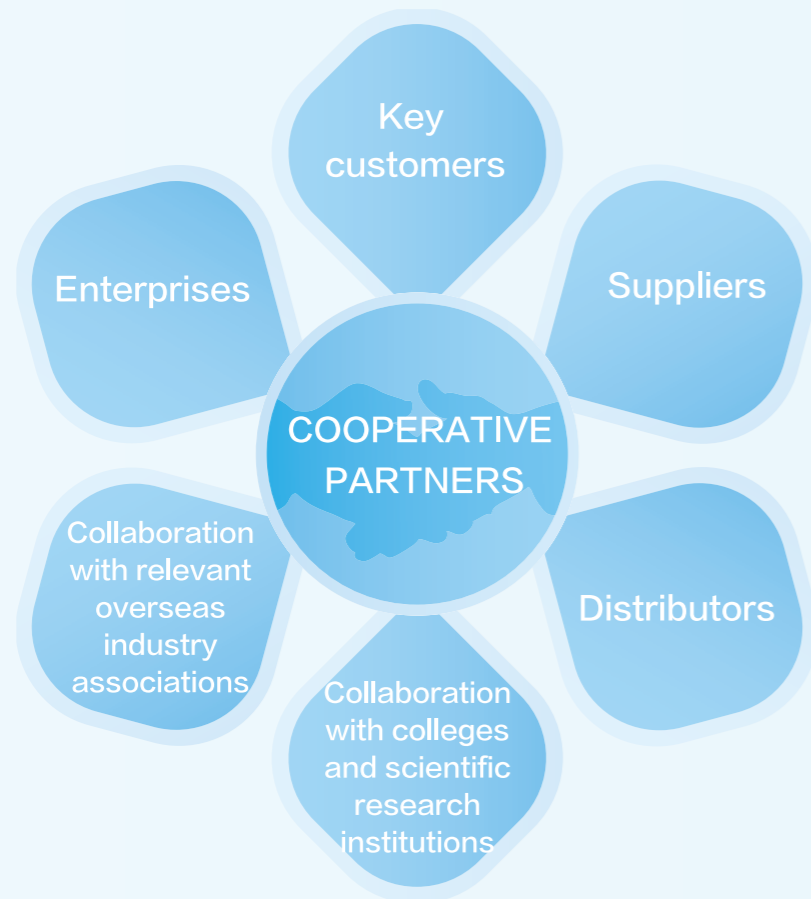 Key
customers
Enterprises
Suppliers
COOPERATIVE
PARTNERS
Collaboration
with relevant
overseas
industry
associations
Distributors
Collaboration
with colleges
and scientific
research
institutions